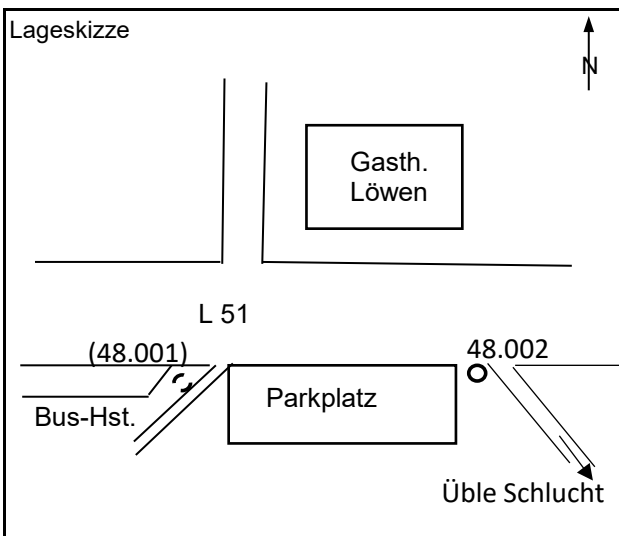 Lageskizze
N
Gasth.
Löwen
L 51
(48.001)
48.002
Parkplatz
Bus-Hst.
Üble Schlucht